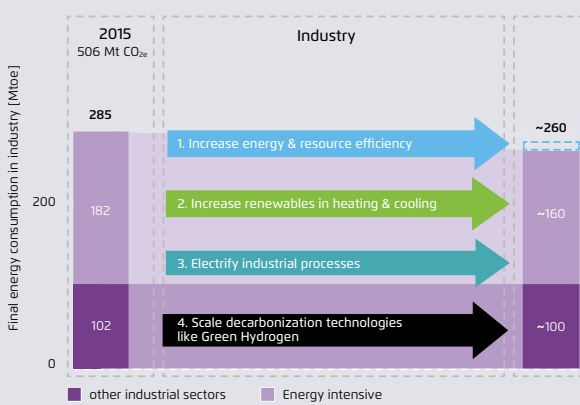 2015
506 Mt CO2e
Industry
Final energy consumption in industry [Mtoe]
285
~260
1. Increase energy & resource efficiency
200
2. Increase renewables in heating & cooling
182
~160
3. Electrify industrial processes
102
4. Scale decarbonization technologies
like Green Hydrogen
~100
0
other industrial sectors
Energy intensive